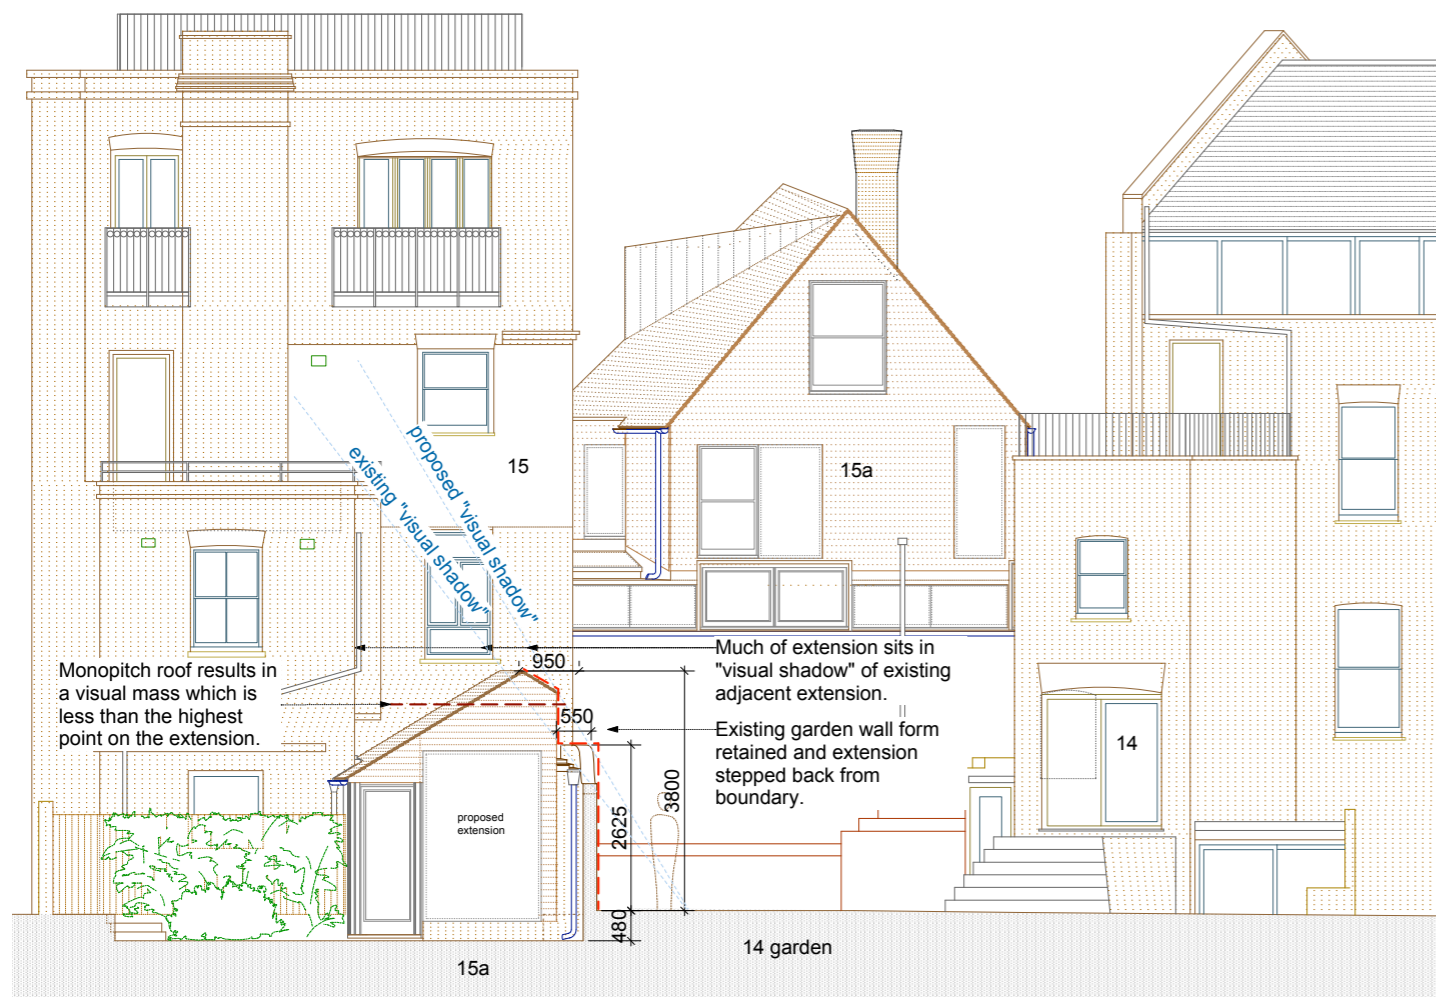 15
15a
proposed "visual shadow"
existing "visual shadow"
Monopitch roof results in
a visual mass which is
less than the highest
point on the extension.
950
Much of extension sits in
"visual shadow" of existing
adjacent extension.
550
Existing garden wall form
retained and extension
stepped back from
boundary.
14
3800
2625
480
proposed
extension
14 garden
15a